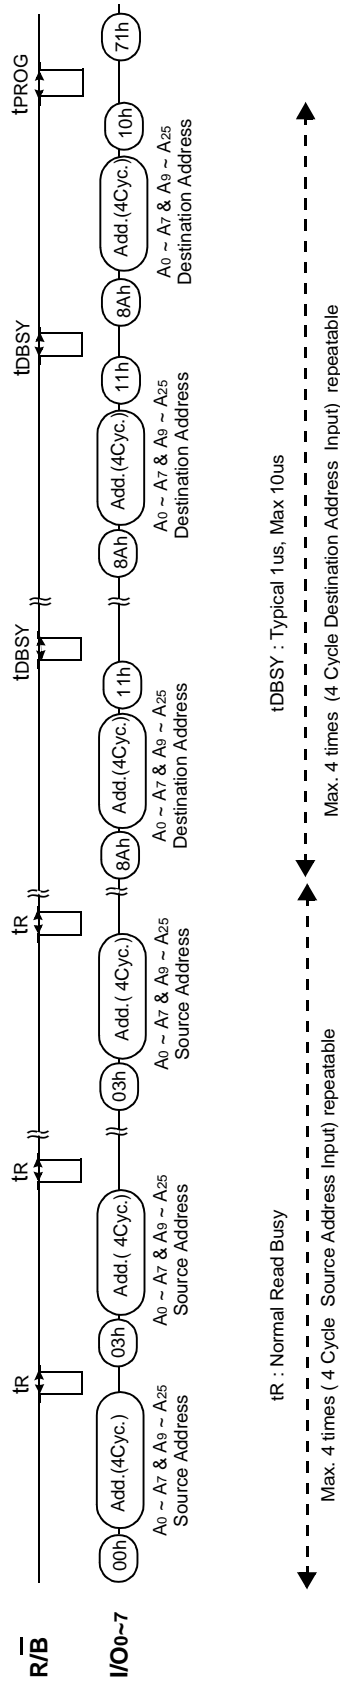 R/B tR tR tR tDBSY tDBSY tPROG
I/O0~7 00h Add.(4Cyc.) 03h Add.( 4Cyc.) 03h Add.( 4Cyc.) 8Ah Add.(4Cyc.) 11h 8Ah Add.(4Cyc.) 11h 8Ah Add.(4Cyc.) 10h 71h
A0 ~ A7 & A9 ~ A25 A0 ~ A7 & A9 ~ A25 A0 ~ A7 & A9 ~ A25 A0 ~ A7 & A9 ~ A25 A0 ~ A7 & A9 ~ A25 A0 ~ A7 & A9 ~ A25
Source Address Source Address Source Address Destination Address Destination Address Destination Address
tR : Normal Read Busy tDBSY : Typical 1us, Max 10us
Max. 4 times ( 4 Cycle Source Address Input) repeatable Max. 4 times (4 Cycle Destination Address Input) repeatable